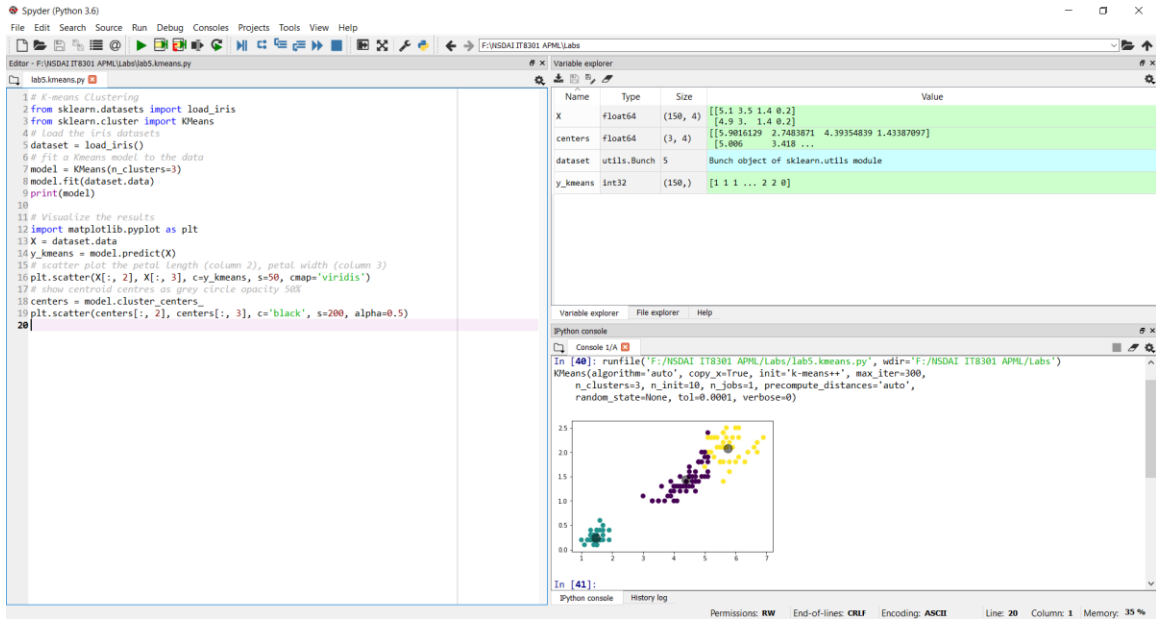 Spyder (Python 3.6)
File Edit Search Source Run Debug Consoles Projects Tools View Help
F:\NSDAI IT8301 APML\Labs
Editor - F:\NSDAI IT8301 APML\Labs\lab5.kmeans.py
lab5.kmeans.py
1 # K-means Clustering
2 from sklearn.datasets import load_iris
3 from sklearn.cluster import KMeans
4 # load the iris datasets
5 dataset = load_iris()
6 # fit a Kmeans model to the data
7 model = KMeans(n_clusters=3)
8 model.fit(dataset.data)
9 print(model)
10
11 # Visualize the results
12 import matplotlib.pyplot as plt
13 X = dataset.data
14 y_kmeans = model.predict(X)
15 # scatter plot the petal length (column 2), petal width (column 3)
16 plt.scatter(X[:, 2], X[:, 3], c=y_kmeans, s=50, cmap='viridis')
17 # show centroid centres as grey circle opacity 50%
18 centers = model.cluster_centers_
19 plt.scatter(centers[:, 2], centers[:, 3], c='black', s=200, alpha=0.5)
20
Variable explorer
Name Type Size Value
X float64 (150, 4) [[5.1 3.5 1.4 0.2]
[4.9 3. 1.4 0.2]
centers float64 (3, 4) [[5.9016129 2.7483871 4.39354839 1.43387097]
[5.006 3.418 ...
dataset utils.Bunch 5 Bunch object of sklearn.utils module
y_kmeans int32 (150,) [1 1 1 ... 2 2 0]
Variable explorer File explorer Help
IPython console
Console 1/A
In [40]: runfile('F:/NSDAI IT8301 APML/Labs/lab5.kmeans.py', wdir='F:/NSDAI IT8301 APML/Labs')
KMeans(algorithm='auto', copy_x=True, init='k-means++', max_iter=300,
n_clusters=3, n_init=10, n_jobs=1, precompute_distances='auto',
random_state=None, tol=0.0001, verbose=0)
2.5
2.0
1.5
1.0
0.5
0.0
1 2 3 4 5 6 7
In [41]:
IPython console History log
Permissions: RW End-of-lines: CRLF Encoding: ASCII Line: 20 Column: 1 Memory: 35 %